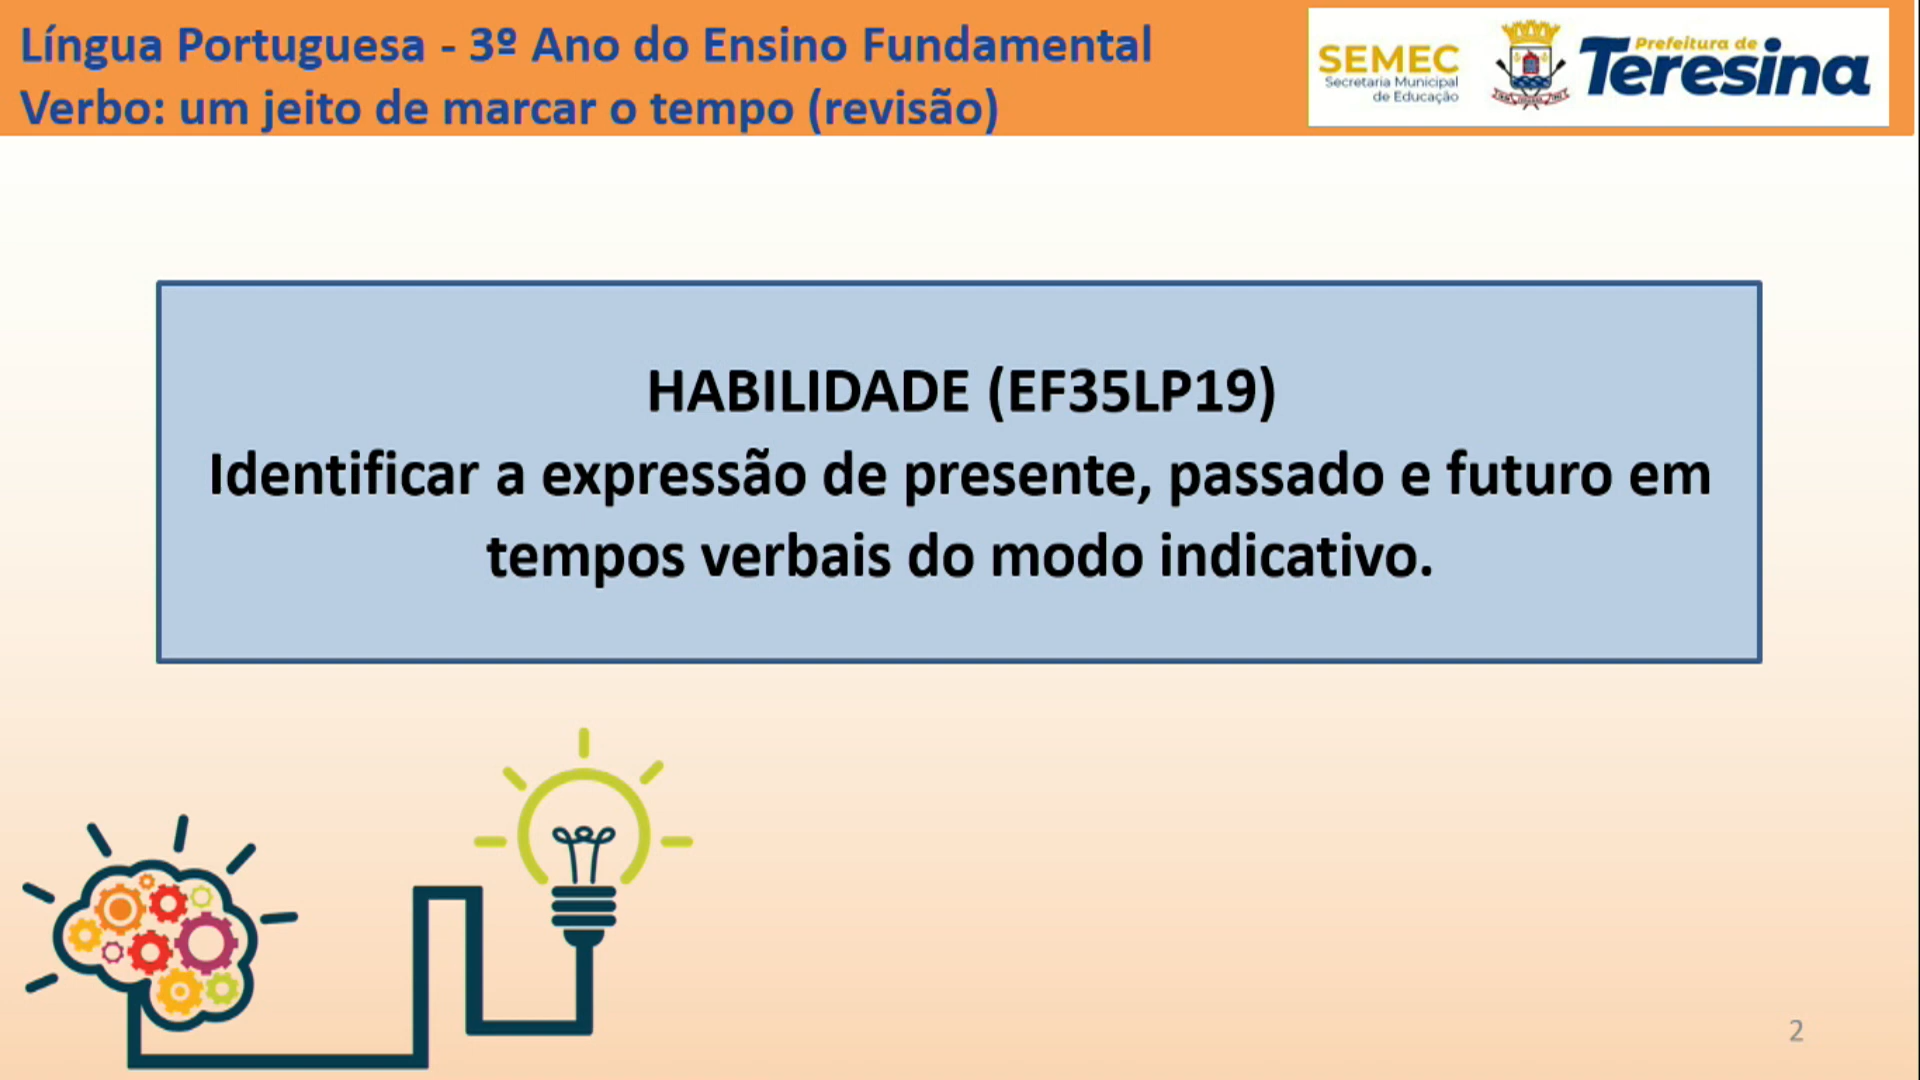 Língua Portuguesa - 3º Ano do Ensino Fundamental
Verbo: um jeito de marcar o tempo (revisão)
SEMEC
Secretaria Municipal
de Educação
Prefeitura de
Teresina
HABILIDADE (EF35LP19)
Identificar a expressão de presente, passado e futuro em
tempos verbais do modo indicativo.
2